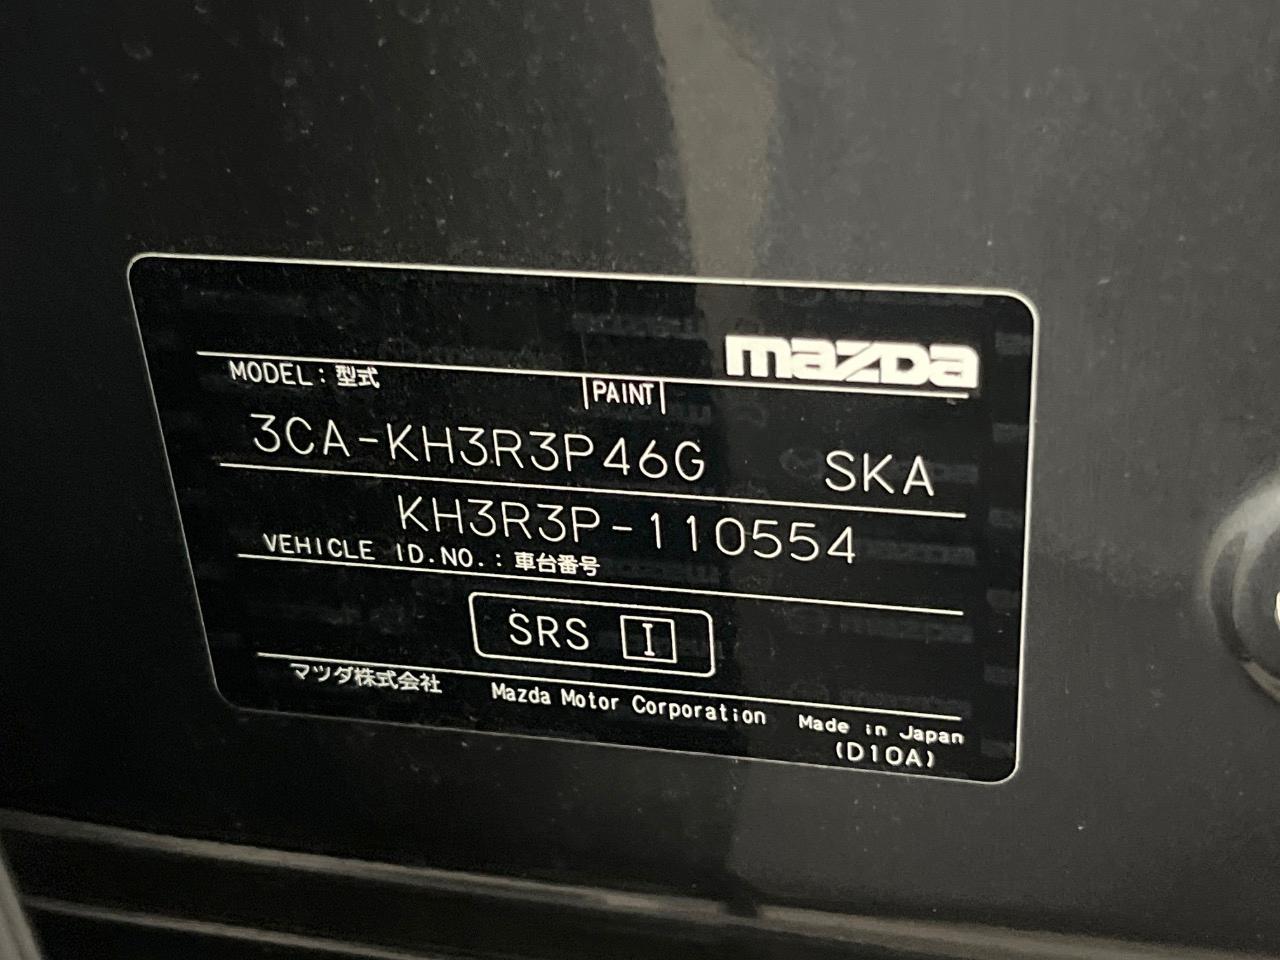 mazda
MODEL：型式 PAINT
3CA-KH3R3P46G SKA
KH3R3P-110554
VEHICLE ID.NO.：車台番号
SRS I
マツダ株式会社 Mazda Motor Corporation Made in Japan
(D10A)